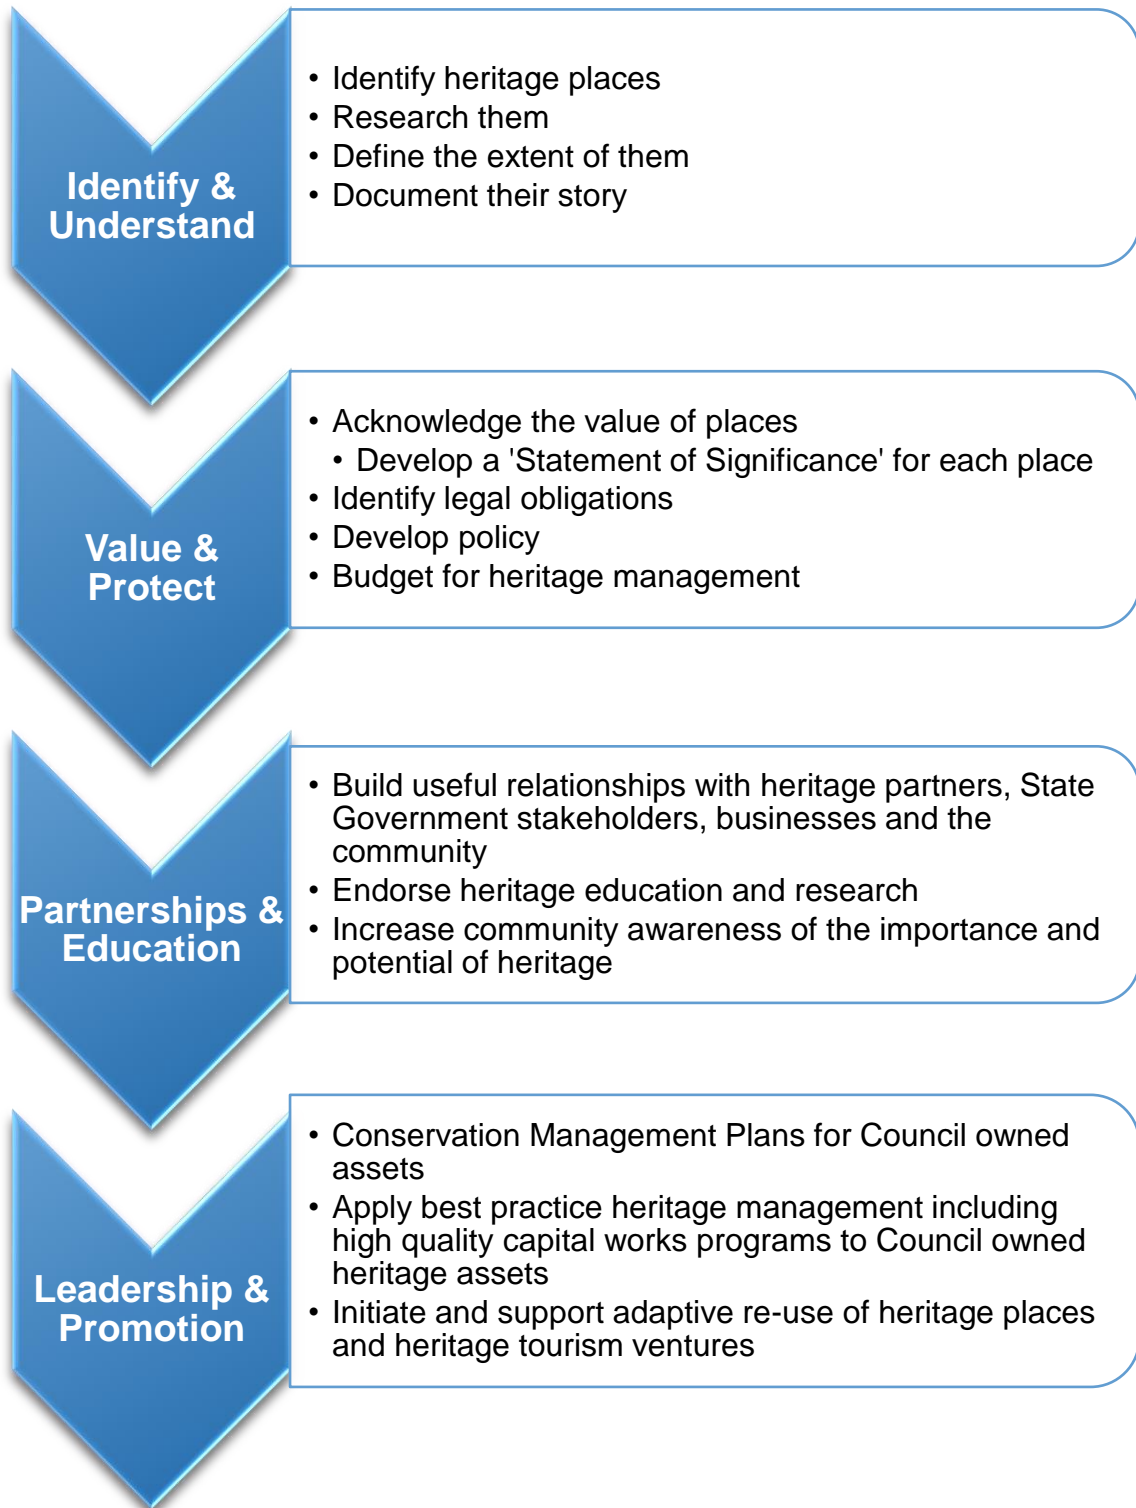 Identify &
Understand
• Identify heritage places
• Research them
• Define the extent of them
• Document their story
Value &
Protect
• Acknowledge the value of places
• Develop a 'Statement of Significance' for each place
• Identify legal obligations
• Develop policy
• Budget for heritage management
Partnerships &
Education
• Build useful relationships with heritage partners, State
Government stakeholders, businesses and the
community
• Endorse heritage education and research
• Increase community awareness of the importance and
potential of heritage
Leadership &
Promotion
• Conservation Management Plans for Council owned
assets
• Apply best practice heritage management including
high quality capital works programs to Council owned
heritage assets
• Initiate and support adaptive re-use of heritage places
and heritage tourism ventures